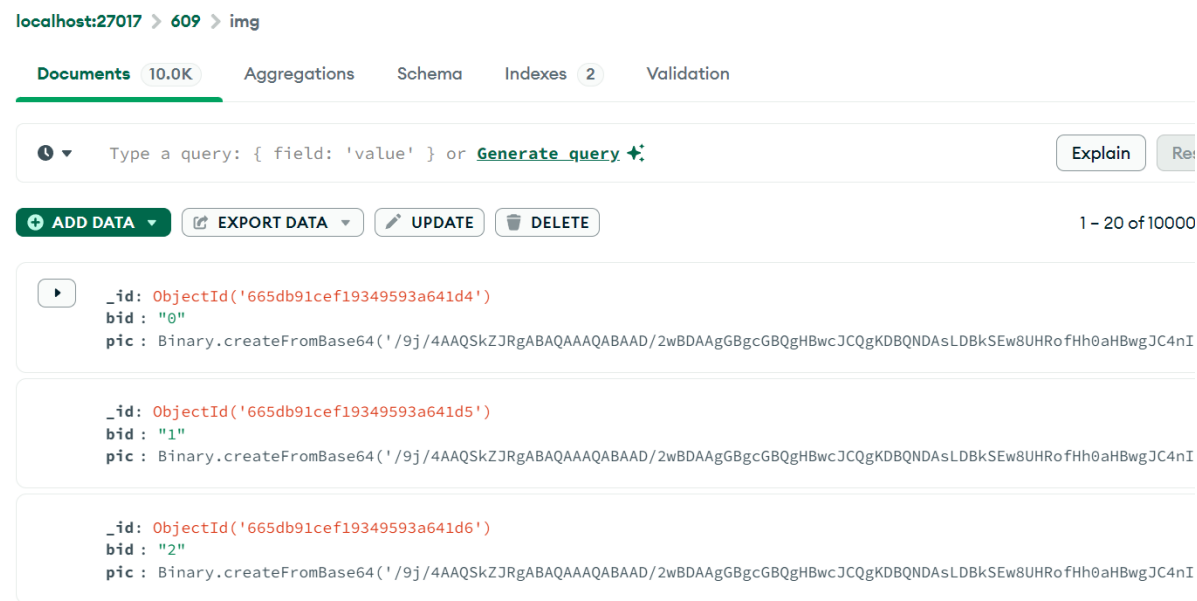 localhost:27017 > 609 > img
Documents 10.0K Aggregations Schema Indexes 2 Validation
Type a query: { field: 'value' } or Generate query
Explain Res
ADD DATA EXPORT DATA UPDATE DELETE 1 – 20 of 10000
_id: ObjectId('665db91cef19349593a641d4')
bid : "0"
pic : Binary.createFromBase64('/9j/4AAQSkZJRgABAQAAAQABAAD/2wBDAAgGBgcGBQgHBwcJCQgKDBQNDAsLDBkSEw8UHRofHh0aHBwgJC4nI
_id: ObjectId('665db91cef19349593a641d5')
bid : "1"
pic : Binary.createFromBase64('/9j/4AAQSkZJRgABAQAAAQABAAD/2wBDAAgGBgcGBQgHBwcJCQgKDBQNDAsLDBkSEw8UHRofHh0aHBwgJC4nI
_id: ObjectId('665db91cef19349593a641d6')
bid : "2"
pic : Binary.createFromBase64('/9j/4AAQSkZJRgABAQAAAQABAAD/2wBDAAgGBgcGBQgHBwcJCQgKDBQNDAsLDBkSEw8UHRofHh0aHBwgJC4nI